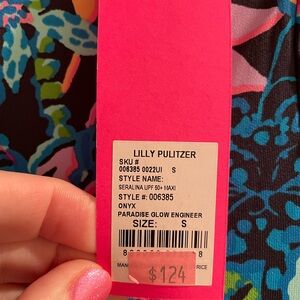 LILLY PULITZER
SKU #
006385 0022UI S
STYLE NAME:
SERALINA UPF 50+ MAXI
STYLE #: 006385
ONYX
PARADISE GLOW ENGINEER
SIZE: S
$124